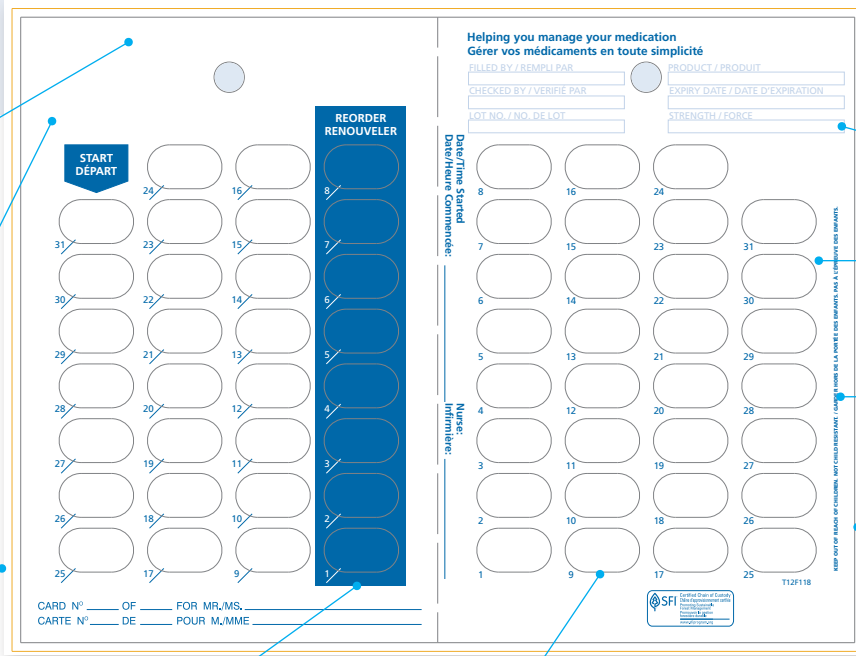 Helping you manage your medication
Gérer vos médicaments en toute simplicité
FILLED BY / REMPLI PAR
PRODUCT / PRODUIT
CHECKED BY / VERIFIÉ PAR
EXPIRY DATE / DATE D'EXPIRATION
LOT NO. / NO. DE LOT
STRENGTH / FORCE
REORDER
RENOUVELER
START
DÉPART
24 16 8
31 23 15 7
30 22 14 6
29 21 13 5
28 20 12 4
27 19 11 3
26 18 10 2
25 17 9 1
CARD Nº OF FOR MR./MS.
CARTE Nº DE POUR M./MME
Date/Time Started
Date/Heure Commencée:
Nurse:
Infirmière:
8 16 24
7 15 23 31
6 14 22 30
5 13 21 29
4 12 20 28
3 11 19 27
2 10 18 26
1 9 17 25
T12F118
KEEP OUT OF REACH OF CHILDREN. NOT CHILD RESISTANT / GARDER HORS DE LA PORTÉE DES ENFANTS. PAS À L'ÉPREUVE DES ENFANTS.
SFI
Certified Chain of Custody
Promoting Sustainable
Forest Management